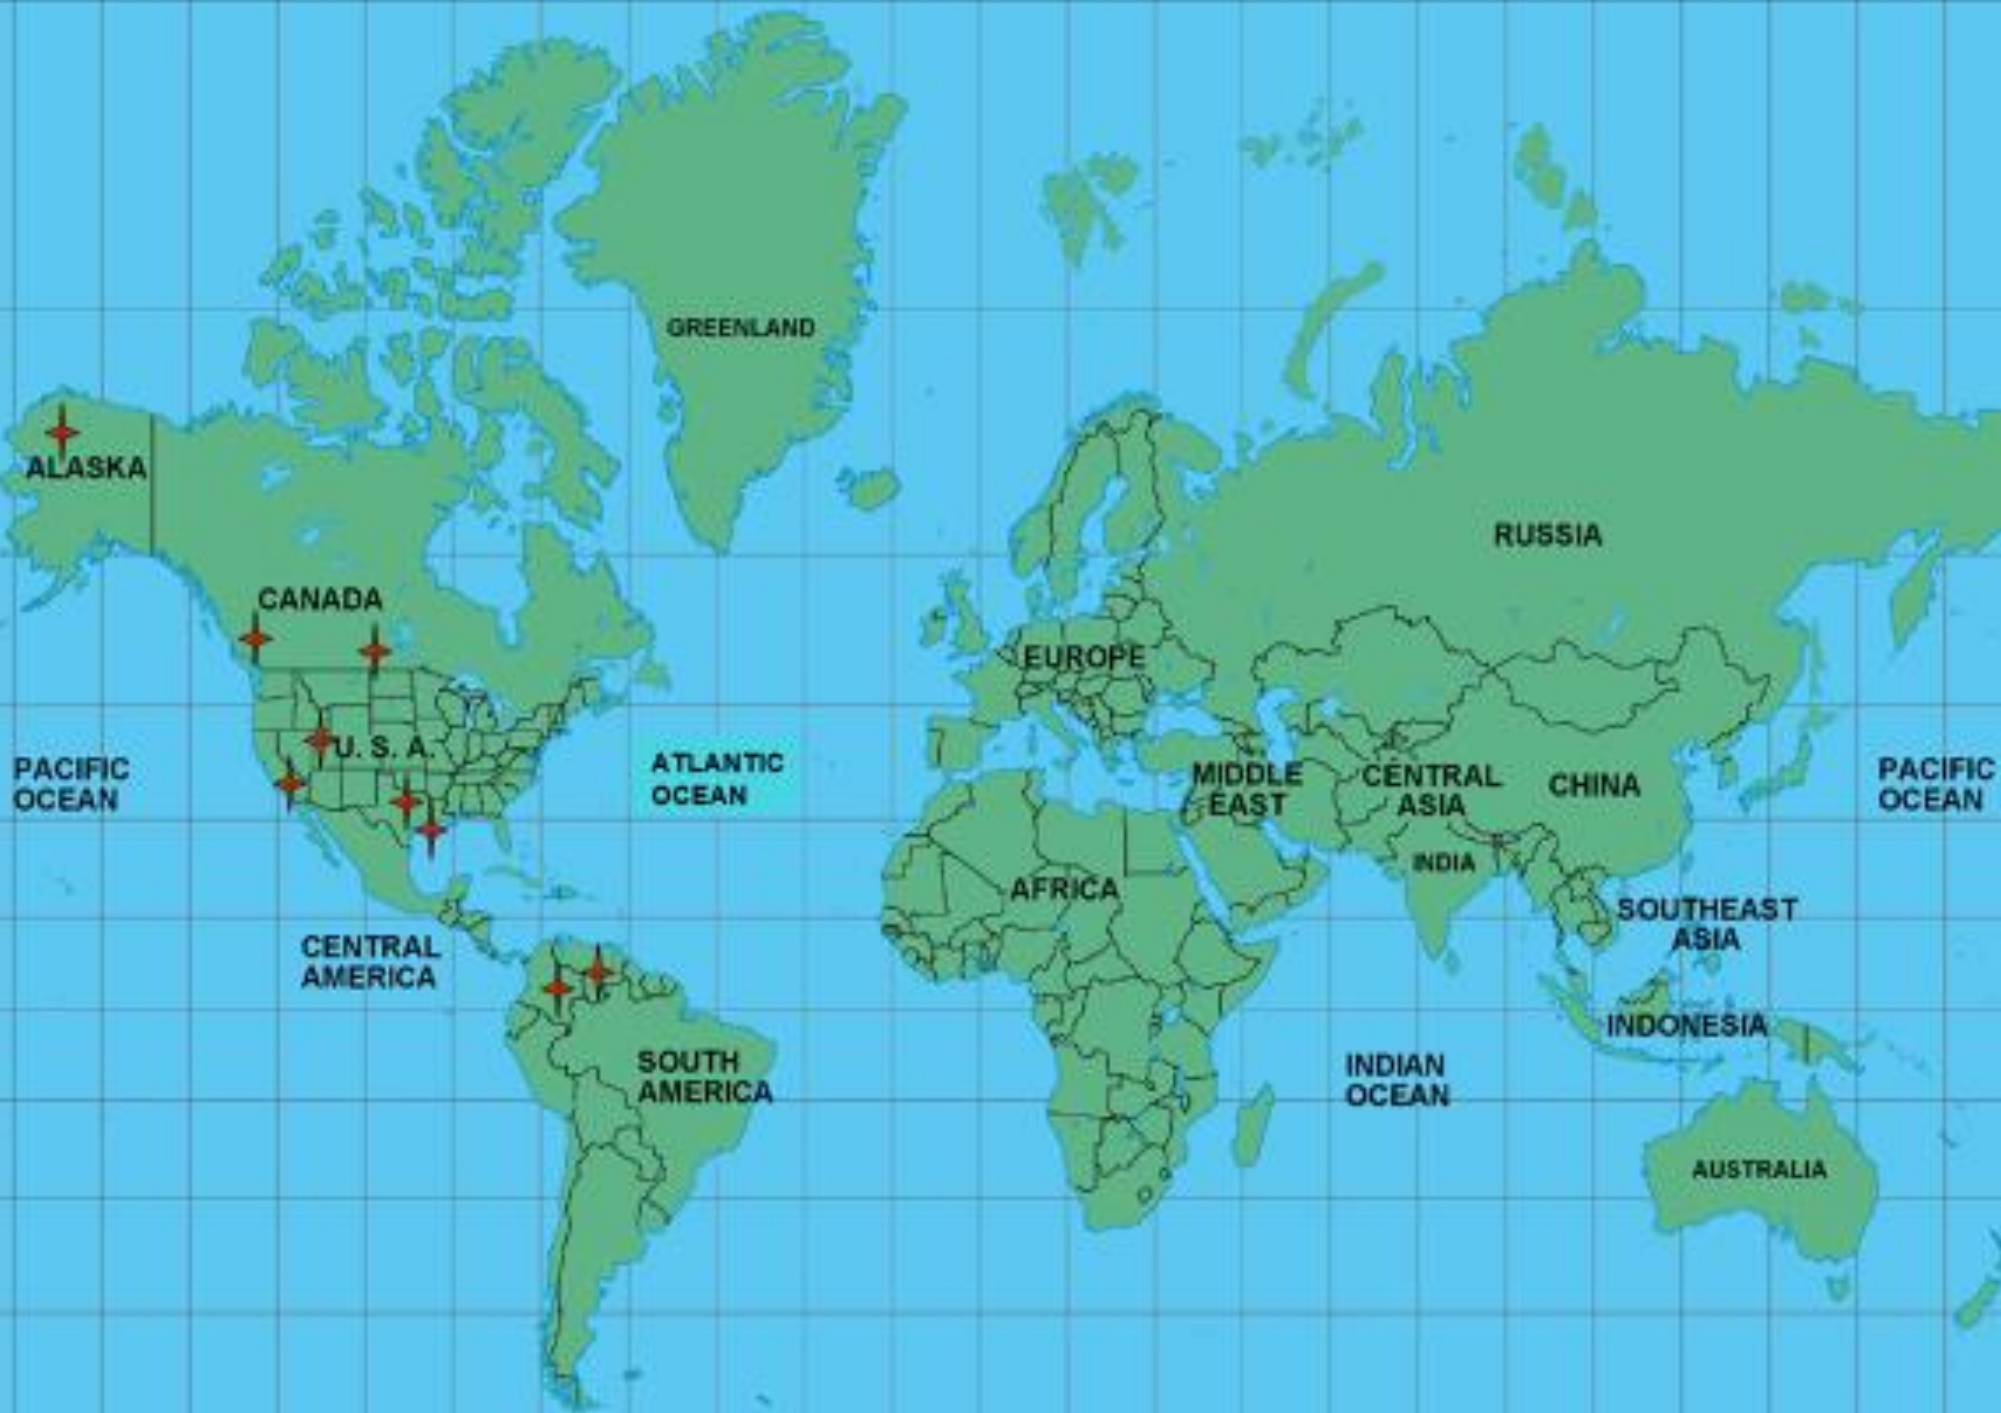 GREENLAND
ALASKA
RUSSIA
CANADA
EUROPE
U. S. A.
PACIFIC
OCEAN
ATLANTIC
OCEAN
MIDDLE
EAST
CENTRAL
ASIA
CHINA
PACIFIC
OCEAN
INDIA
AFRICA
SOUTHEAST
ASIA
CENTRAL
AMERICA
INDONESIA
SOUTH
AMERICA
INDIAN
OCEAN
AUSTRALIA